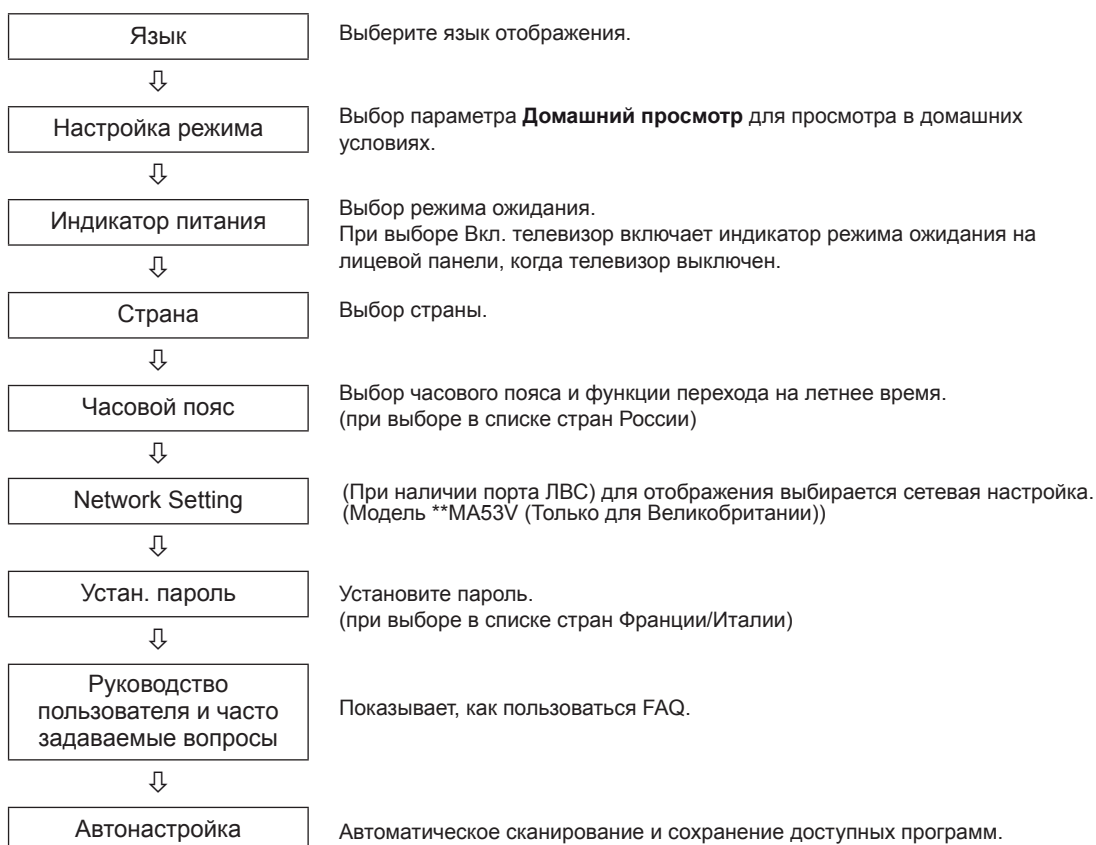 Язык
Выберите язык отображения.
Настройка режима
Выбор параметра Домашний просмотр для просмотра в домашних
условиях.
Индикатор питания
Выбор режима ожидания.
При выборе Вкл. телевизор включает индикатор режима ожидания на
лицевой панели, когда телевизор выключен.
Страна
Выбор страны.
Часовой пояс
Выбор часового пояса и функции перехода на летнее время.
(при выборе в списке стран России)
Network Setting
(При наличии порта ЛВС) для отображения выбирается сетевая настройка.
(Модель **MA53V (Только для Великобритании))
Устан. пароль
Установите пароль.
(при выборе в списке стран Франции/Италии)
Руководство
пользователя и часто
задаваемые вопросы
Показывает, как пользоваться FAQ.
Автонастройка
Автоматическое сканирование и сохранение доступных программ.